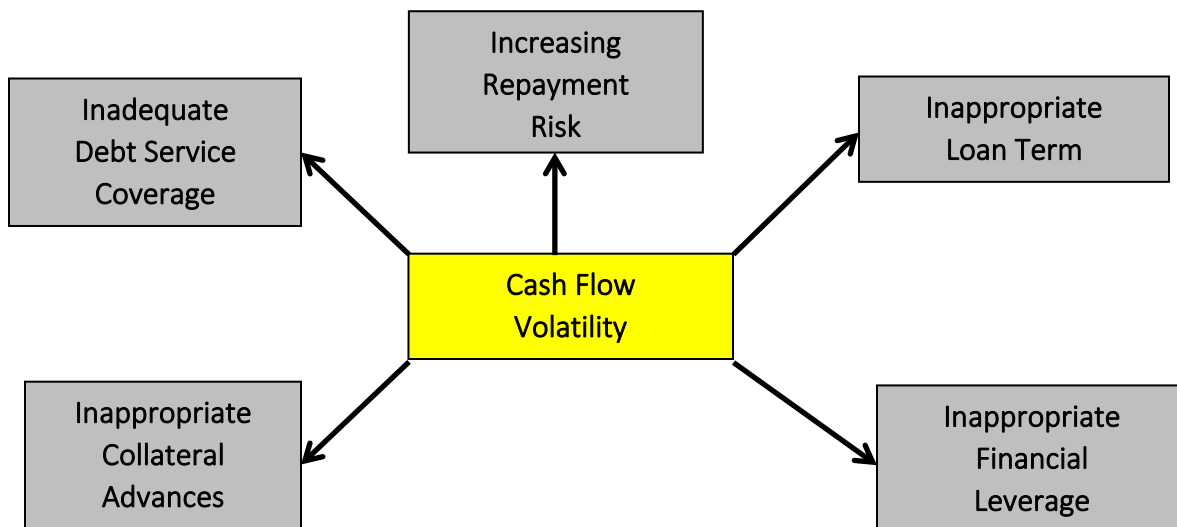 Increasing
Repayment
Risk
Inadequate
Debt Service
Coverage
Inappropriate
Loan Term
Cash Flow
Volatility
Inappropriate
Collateral
Advances
Inappropriate
Financial
Leverage